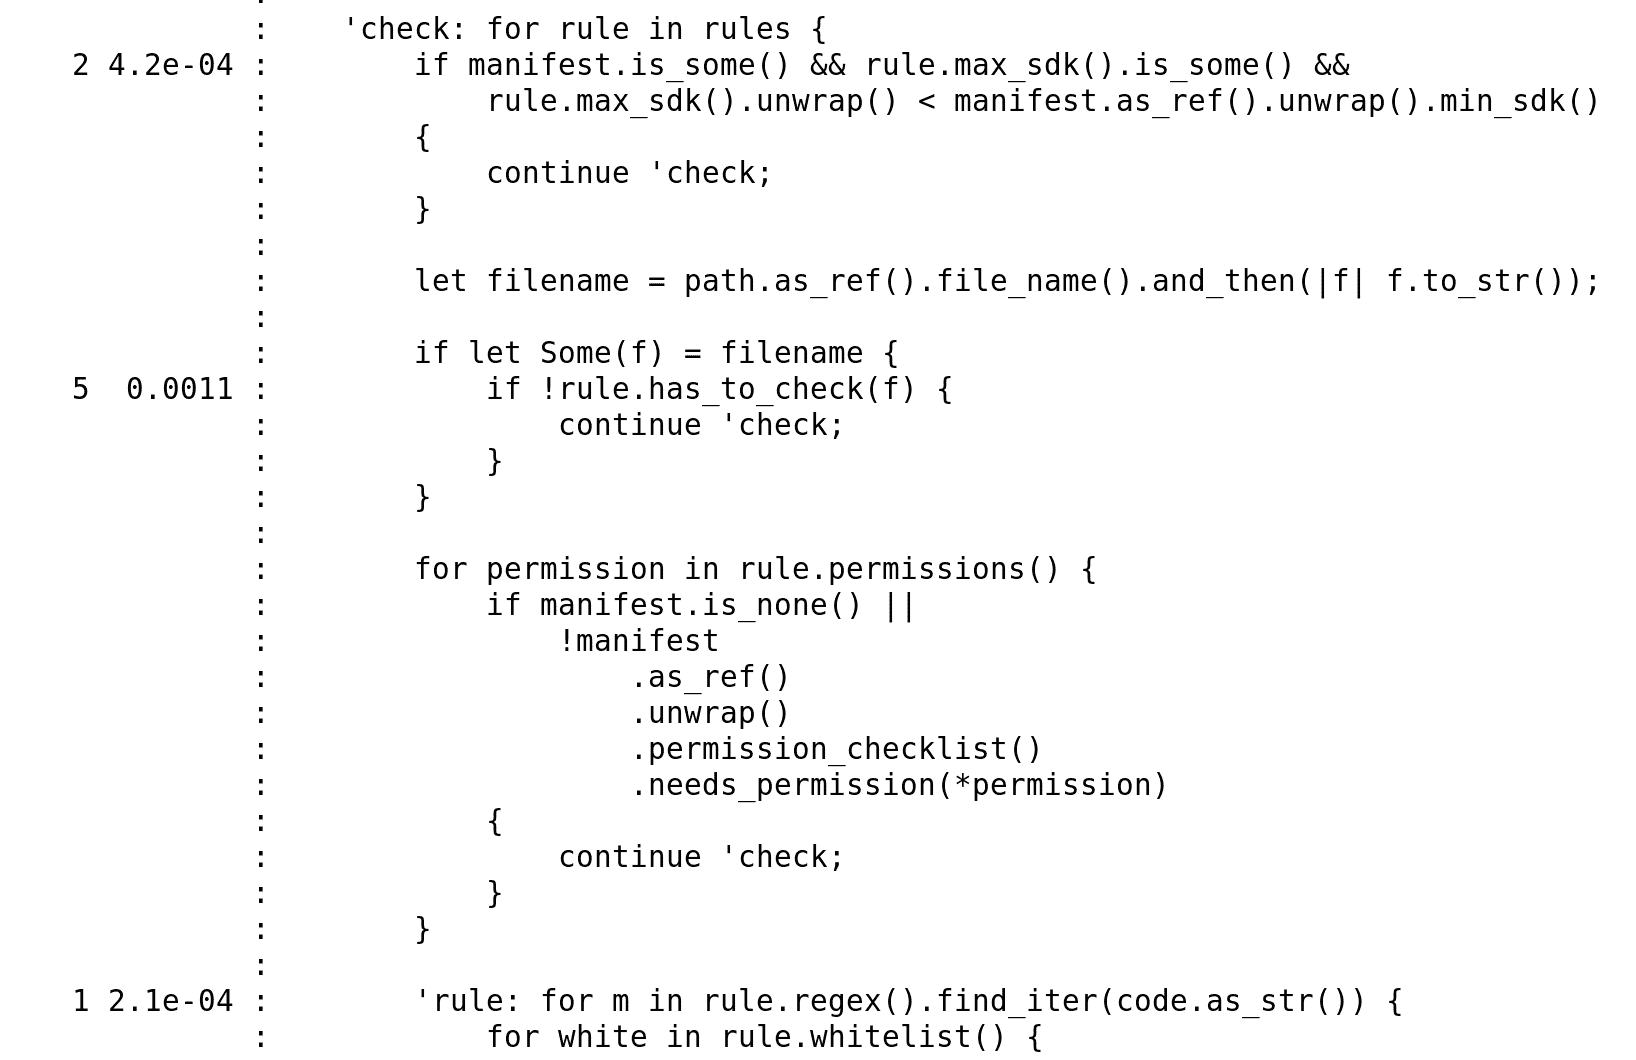 :    'check: for rule in rules {
    2 4.2e-04 :        if manifest.is_some() && rule.max_sdk().is_some() &&
              :            rule.max_sdk().unwrap() < manifest.as_ref().unwrap().min_sdk()
              :        {
              :            continue 'check;
              :        }
              :
              :        let filename = path.as_ref().file_name().and_then(|f| f.to_str());
              :
              :        if let Some(f) = filename {
    5  0.0011 :            if !rule.has_to_check(f) {
              :                continue 'check;
              :            }
              :        }
              :
              :        for permission in rule.permissions() {
              :            if manifest.is_none() ||
              :                !manifest
              :                    .as_ref()
              :                    .unwrap()
              :                    .permission_checklist()
              :                    .needs_permission(*permission)
              :            {
              :                continue 'check;
              :            }
              :        }
              :
    1 2.1e-04 :        'rule: for m in rule.regex().find_iter(code.as_str()) {
              :            for white in rule.whitelist() {